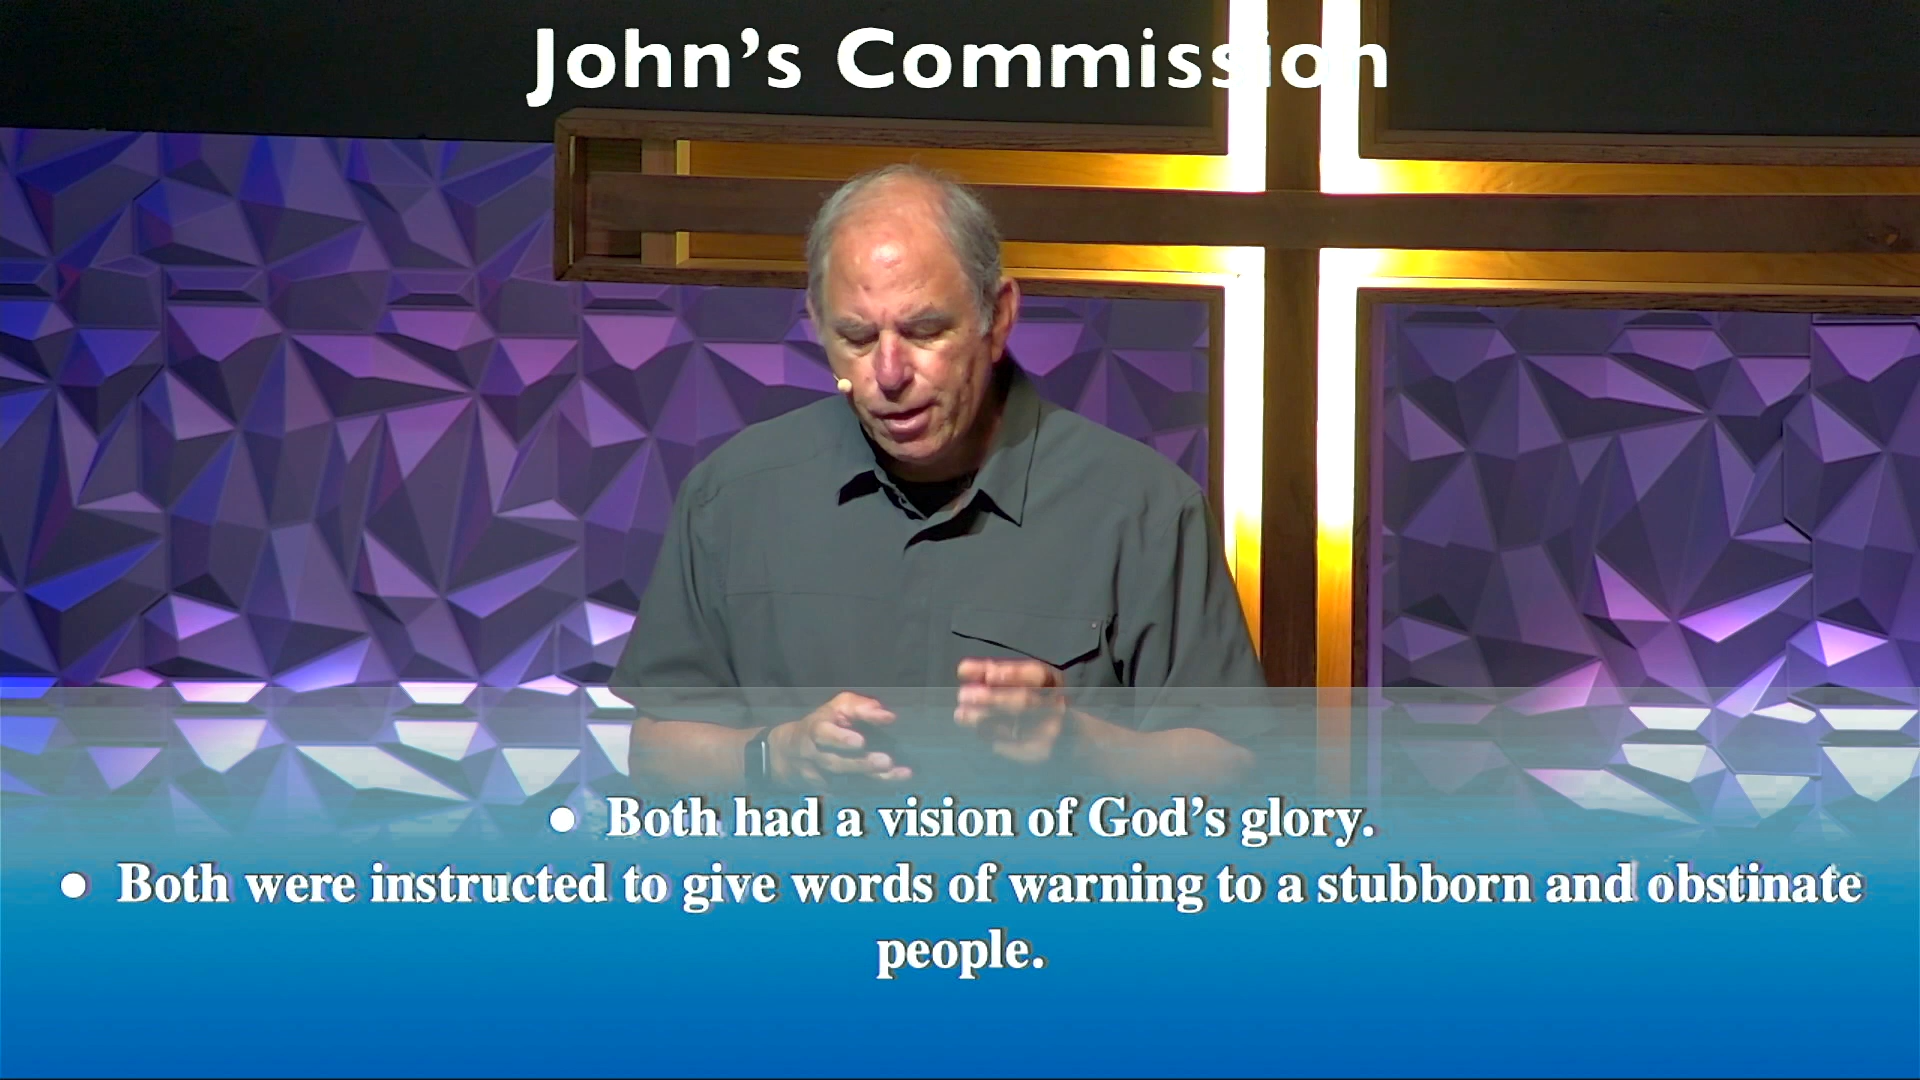 John’s Commission
● Both had a vision of God’s glory.
● Both were instructed to give words of warning to a stubborn and obstinate
people.